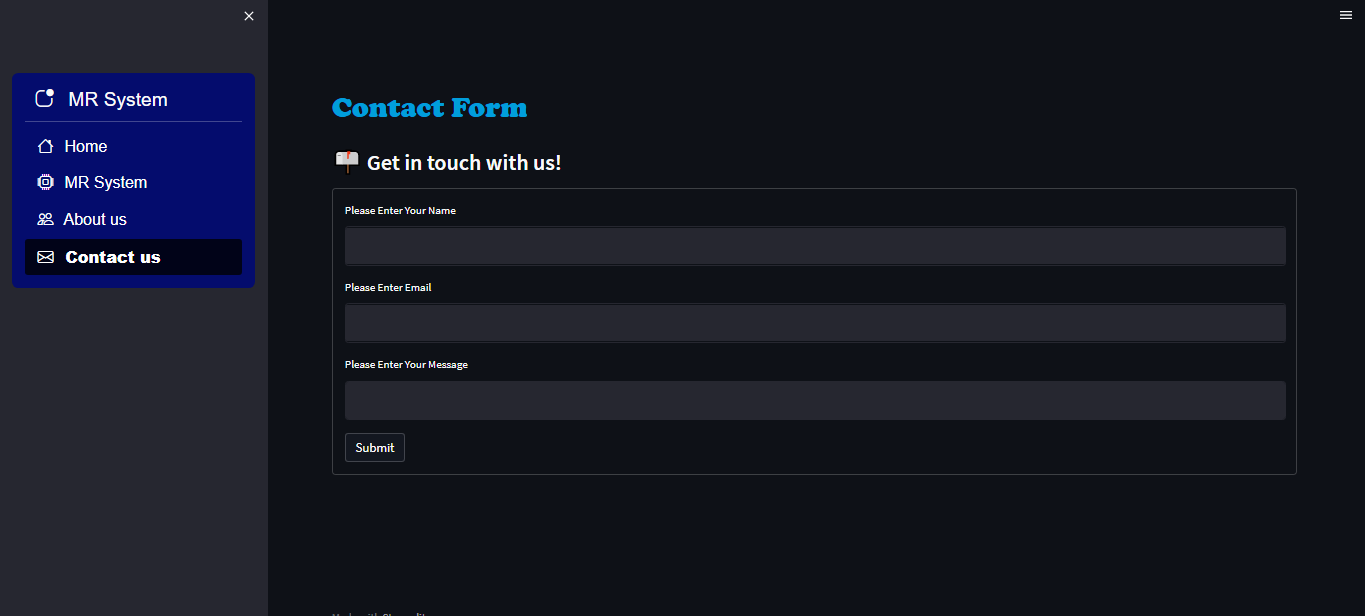 MR System
Home
MR System
About us
Contact us
Contact Form
Get in touch with us!
Please Enter Your Name
Please Enter Email
Please Enter Your Message
Submit